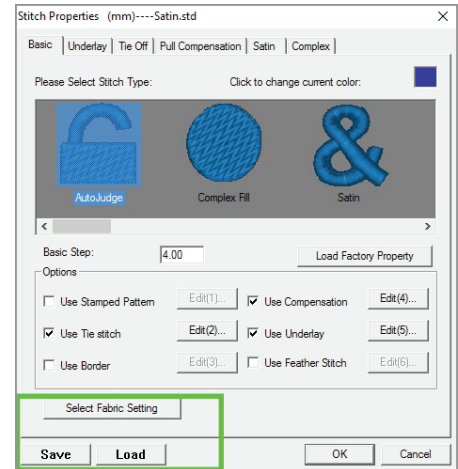 Stitch Properties (mm)----Satin.std
Basic Underlay Tie Off Pull Compensation Satin Complex
Please Select Stitch Type: Click to change current color:
AutoJudge Complex Fill Satin
Basic Step: 4.00 Load Factory Property
Options
Use Stamped Pattern Edit(1)... Use Compensation Edit(4)...
Use Tie stitch Edit(2)... Use Underlay Edit(5)...
Use Border Edit(3)... Use Feather Stitch Edit(6)...
Select Fabric Setting
Save Load OK Cancel